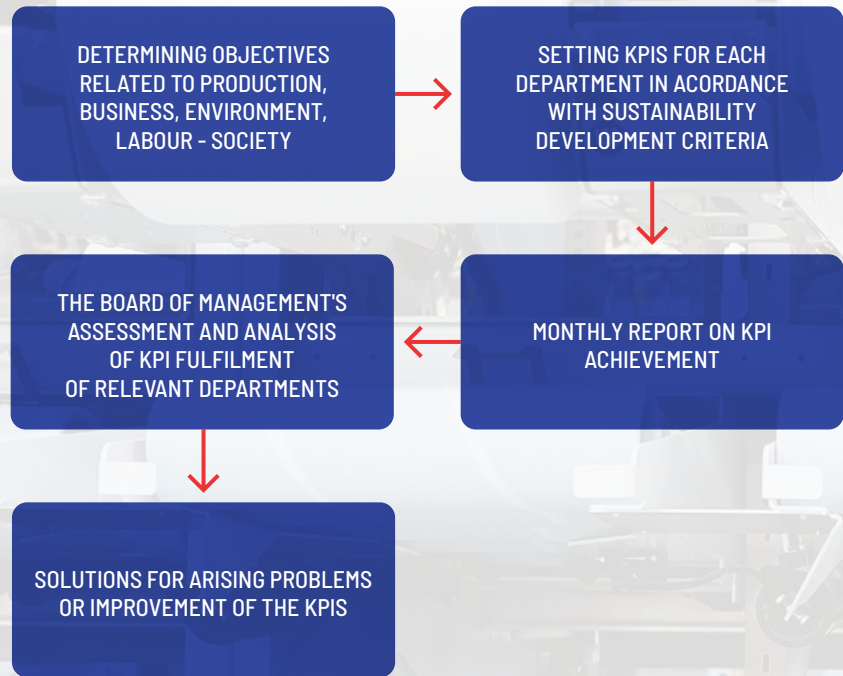 DETERMINING OBJECTIVES
RELATED TO PRODUCTION,
BUSINESS, ENVIRONMENT,
LABOUR - SOCIETY
SETTING KPIS FOR EACH
DEPARTMENT IN ACORDANCE
WITH SUSTAINABILITY
DEVELOPMENT CRITERIA
MONTHLY REPORT ON KPI
ACHIEVEMENT
THE BOARD OF MANAGEMENT'S
ASSESSMENT AND ANALYSIS
OF KPI FULFILMENT
OF RELEVANT DEPARTMENTS
SOLUTIONS FOR ARISING PROBLEMS
OR IMPROVEMENT OF THE KPIS